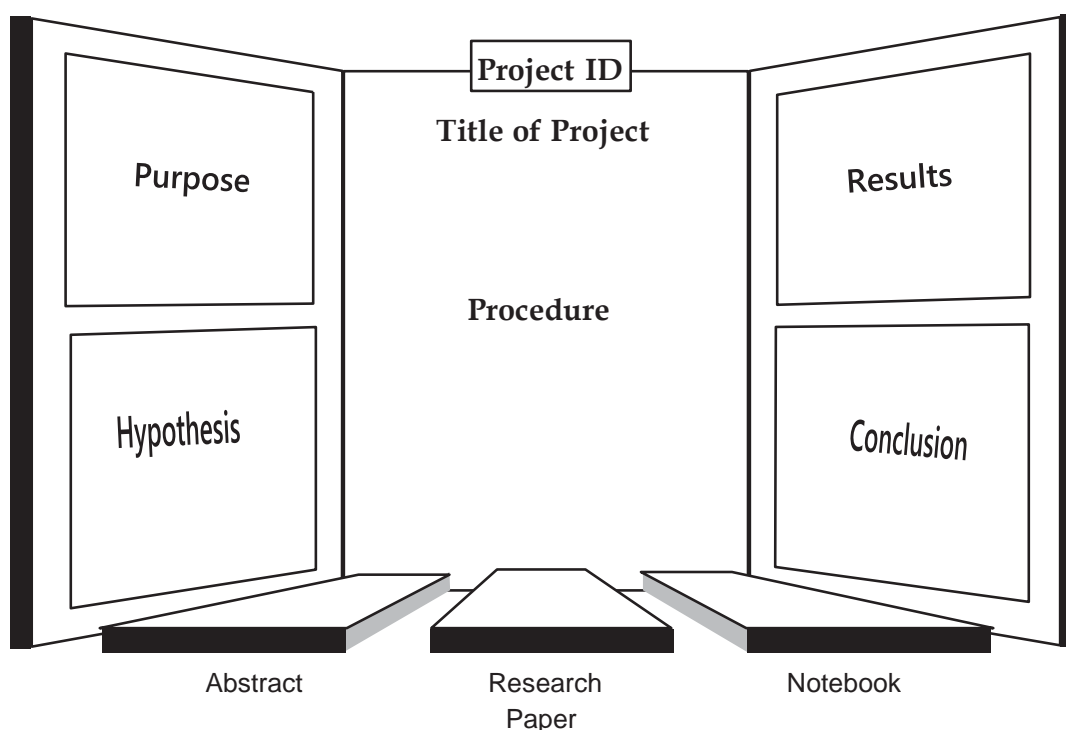 Project ID
Title of Project
Purpose
Hypothesis
Procedure
Results
Conclusion
Abstract
Research
Paper
Notebook